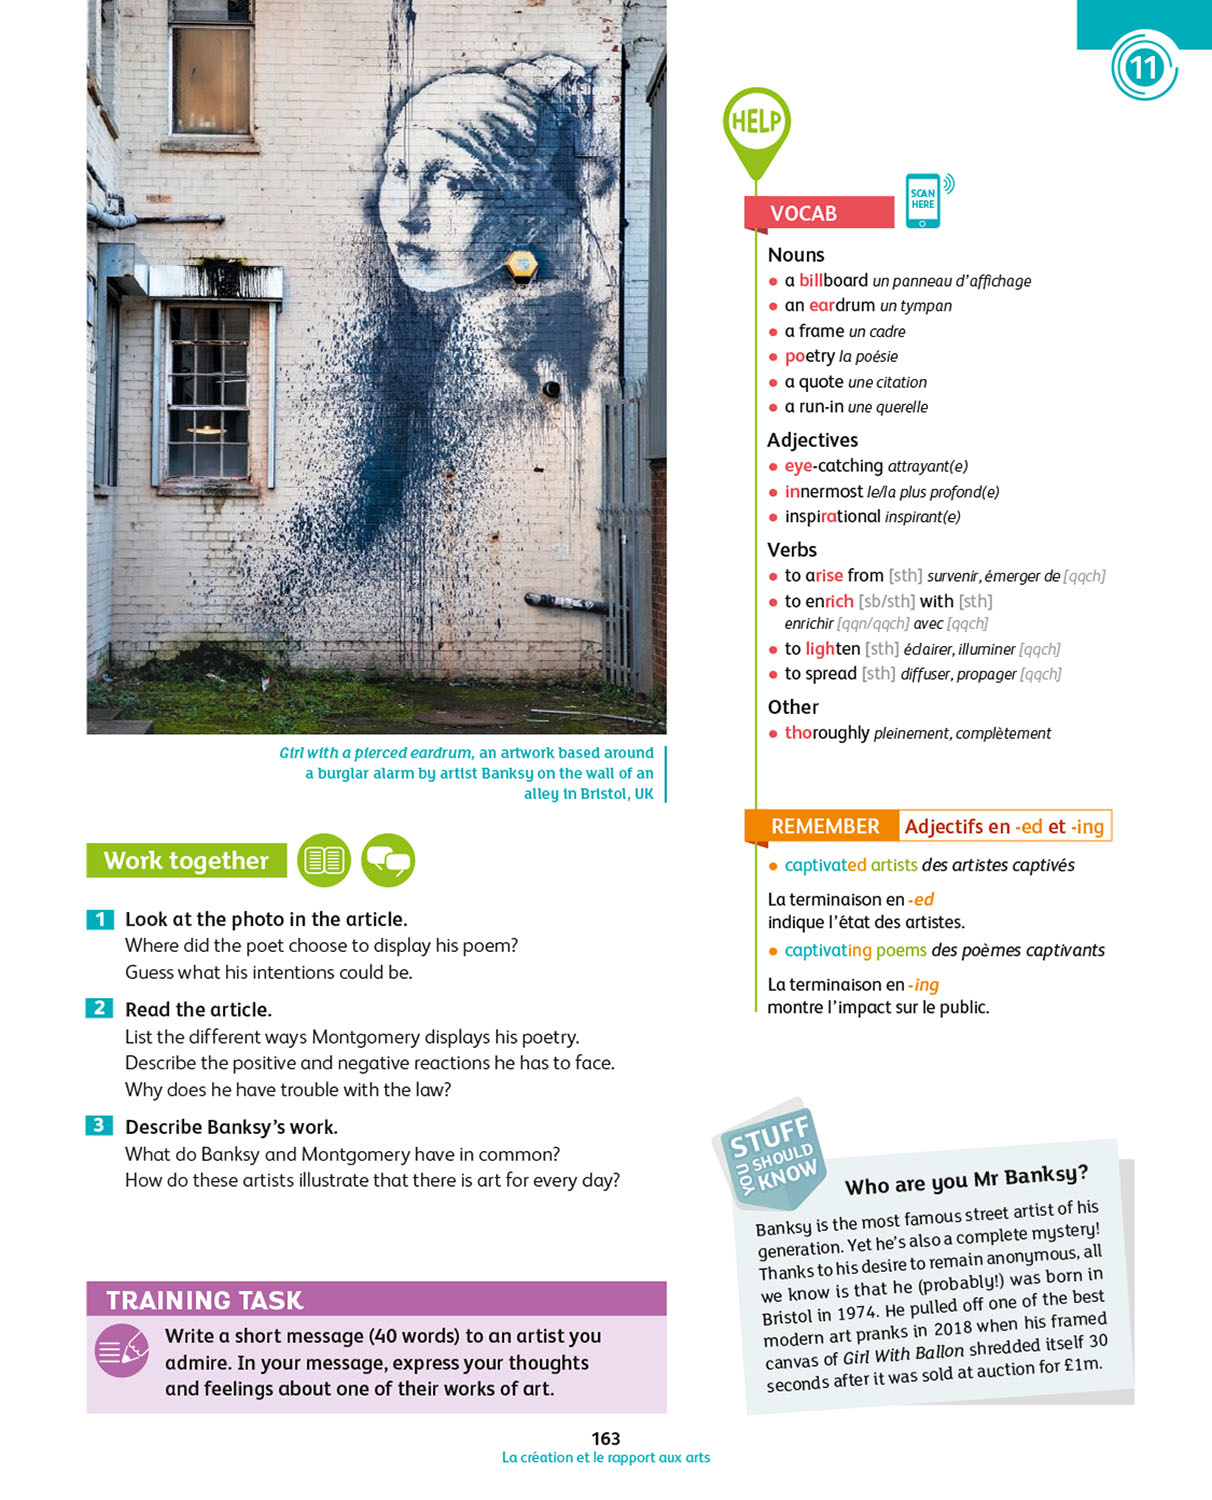 11
HELP
VOCAB
SCAN
HERE
Nouns
• a billboard un panneau d'affichage
• an eardrum un tympan
• a frame un cadre
• poetry la poésie
• a quote une citation
• a run-in une querelle
Adjectives
• eye-catching attrayant(e)
• innermost le/la plus profond(e)
• inspirational inspirant(e)
Verbs
• to arise from [sth] survenir, émerger de [qqch]
• to enrich [sb/sth] with [sth]
enrichir [qqn/qqch] avec [qqch]
• to lighten [sth] éclairer, illuminer [qqch]
• to spread [sth] diffuser, propager [qqch]
Other
• thoroughly pleinement, complètement
Girl with a pierced eardrum, an artwork based around
a burglar alarm by artist Banksy on the wall of an
alley in Bristol, UK
REMEMBER Adjectifs en -ed et -ing
• captivated artists des artistes captivés
La terminaison en -ed
indique l'état des artistes.
• captivating poems des poèmes captivants
La terminaison en -ing
montre l'impact sur le public.
Work together
1 Look at the photo in the article.
Where did the poet choose to display his poem?
Guess what his intentions could be.
2 Read the article.
List the different ways Montgomery displays his poetry.
Describe the positive and negative reactions he has to face.
Why does he have trouble with the law?
3 Describe Banksy's work.
What do Banksy and Montgomery have in common?
How do these artists illustrate that there is art for every day?
STUFF
YOU SHOULD
KNOW
Who are you Mr Banksy?
Banksy is the most famous street artist of his
generation. Yet he's also a complete mystery!
Thanks to his desire to remain anonymous, all
we know is that he (probably!) was born in
Bristol in 1974. He pulled off one of the best
modern art pranks in 2018 when his framed
canvas of Girl With Ballon shredded itself 30
seconds after it was sold at auction for £1m.
TRAINING TASK
Write a short message (40 words) to an artist you
admire. In your message, express your thoughts
and feelings about one of their works of art.
163
La création et le rapport aux arts